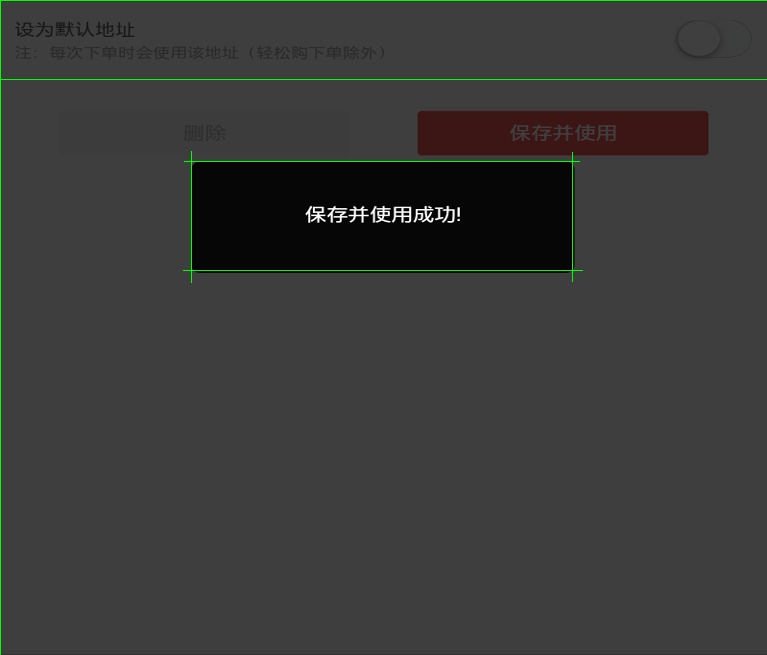 设为默认地址
注：每次下单时会使用该地址（轻松购下单除外）
删除
保存并使用
保存并使用成功!